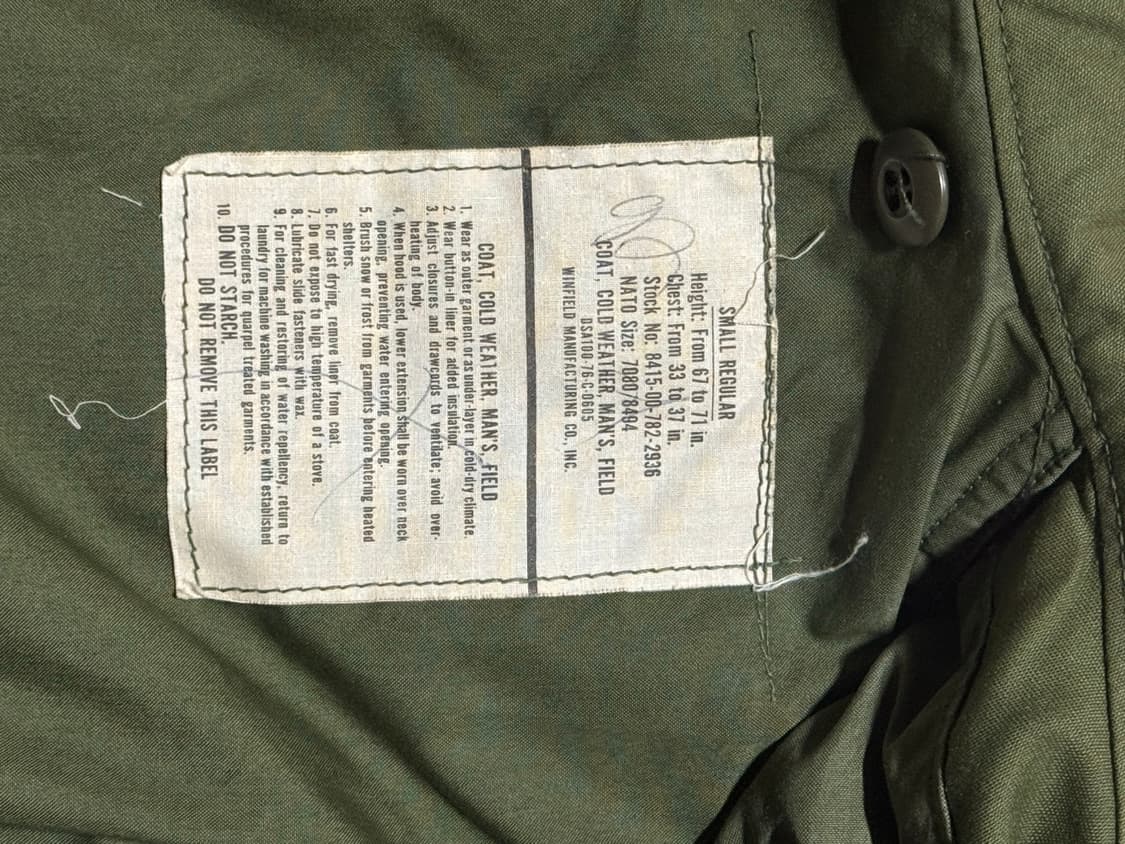 SMALL REGULAR
Height: From 67 to 71 in.
Chest: From 33 to 37 in.
Stock No: 8415-00-782-2936
NATO Size: 7080/8494
COAT, COLD WEATHER, MAN'S, FIELD
DSA100-76-C-0605
WINFIELD MANUFACTURING CO., INC.
COAT, COLD WEATHER, MAN'S, FIELD
1. Wear as outer garment or as under-layer in cold-dry climate.
2. Wear button-in liner for added insulation.
3. Adjust closures and drawcords to ventilate; avoid over-
heating of body.
4. When hood is used, lower extension shall be worn over neck
opening, preventing water entering opening.
5. Brush snow or frost from garments before entering heated
shelters.
6. For fast drying, remove liner from coat.
7. Do not expose to high temperature of a stove.
8. Lubricate slide fasteners with wax.
9. For cleaning and restoring of water repellency, return to
laundry for machine washing in accordance with established
procedures for quarpel treated garments.
10. DO NOT STARCH.
DO NOT REMOVE THIS LABEL